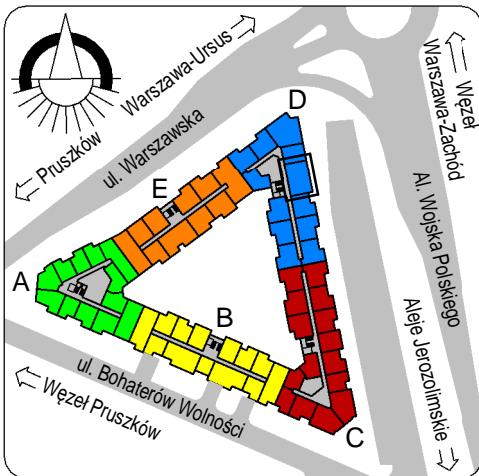 Warszawa-Ursus
Pruszków
ul. Warszawska
Węzeł
Warszawa-Zachód
Al. Wojska Polskiego
Aleje Jerozolimskie
D
E
A
B
C
ul. Bohaterów Wolności
Węzeł Pruszków